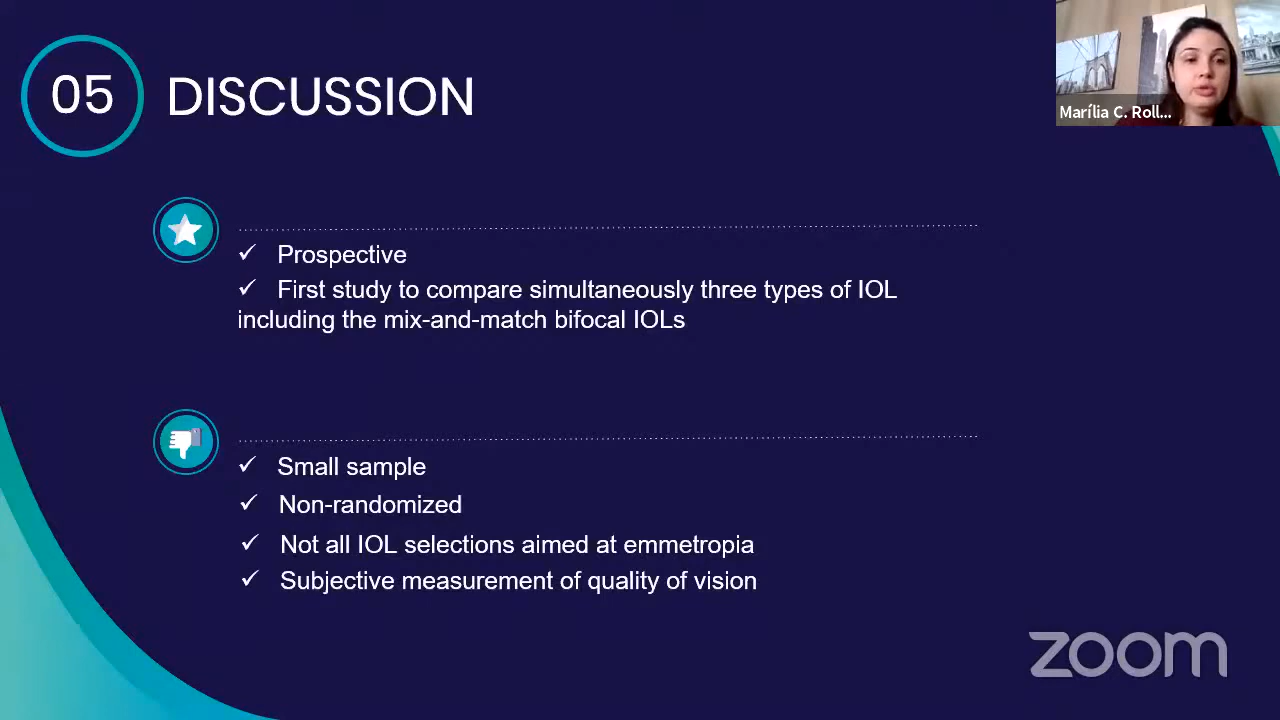 05 DISCUSSION
Marília C. Roll...
✓ Prospective
✓ First study to compare simultaneously three types of IOL
including the mix-and-match bifocal IOLs
✓ Small sample
✓ Non-randomized
✓ Not all IOL selections aimed at emmetropia
✓ Subjective measurement of quality of vision
zoom